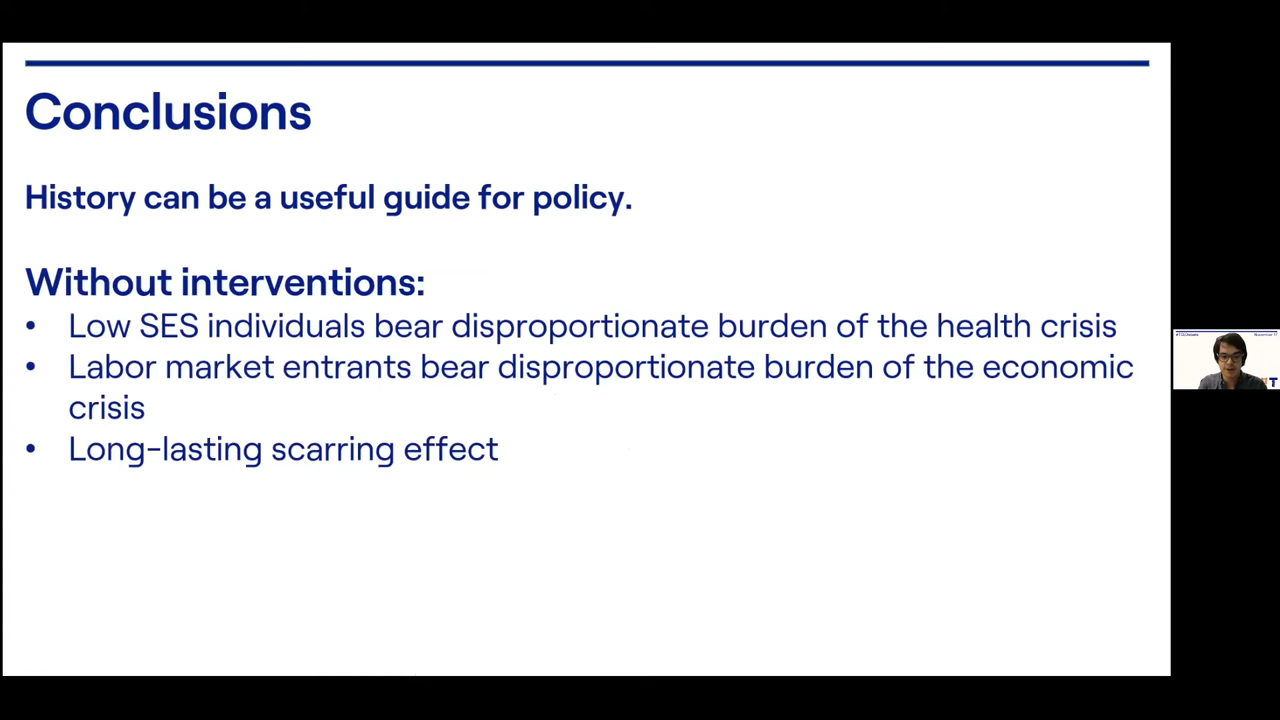 Conclusions
History can be a useful guide for policy.
Without interventions:
• Low SES individuals bear disproportionate burden of the health crisis
• Labor market entrants bear disproportionate burden of the economic
crisis
• Long-lasting scarring effect